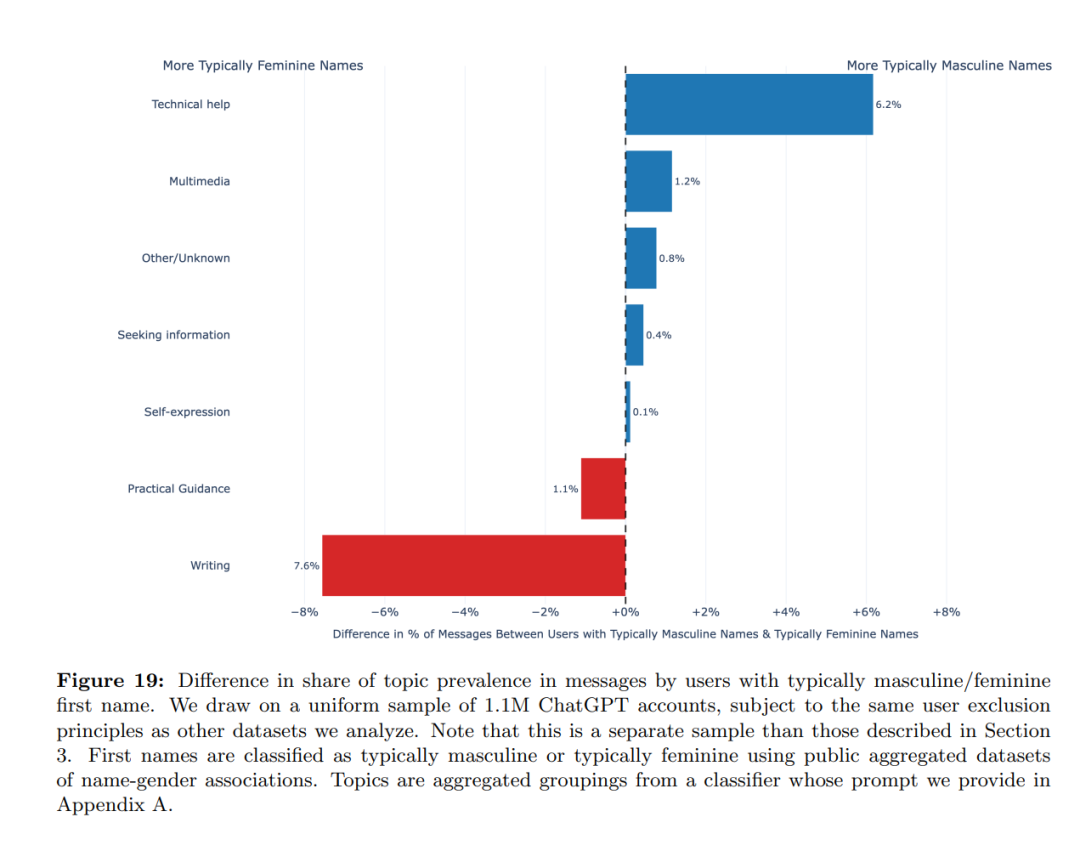 More Typically Feminine Names
More Typically Masculine Names
Technical help
6.2%
Multimedia
1.2%
Other/Unknown
0.8%
Seeking information
0.4%
Self-expression
0.1%
Practical Guidance
1.1%
Writing
7.6%
−8%
−6%
−4%
−2%
+0%
+2%
+4%
+6%
+8%
Difference in % of Messages Between Users with Typically Masculine Names & Typically Feminine Names
Figure 19: Difference in share of topic prevalence in messages by users with typically masculine/feminine
first name. We draw on a uniform sample of 1.1M ChatGPT accounts, subject to the same user exclusion
principles as other datasets we analyze. Note that this is a separate sample than those described in Section
3. First names are classified as typically masculine or typically feminine using public aggregated datasets
of name-gender associations. Topics are aggregated groupings from a classifier whose prompt we provide in
Appendix A.